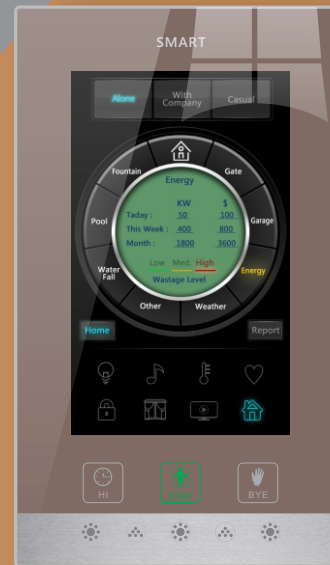 SMART
Alone
With
Company
Casual
Fountain
Gate
Pool
Garage
Water
Fall
Energy
Other
Weather
Energy
KW $
Taday : 50 100
This Week : 400 800
Month : 1800 3600
Low Med. High
Wastage Level
Home
Report
HI
BYE